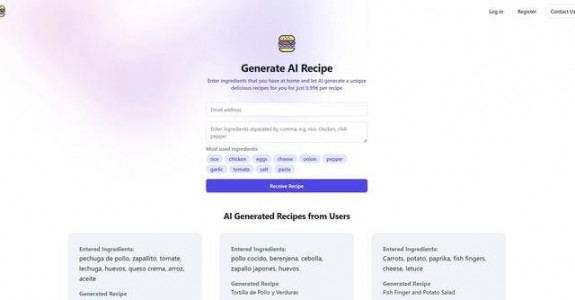 Log in Register Contact Us
Generate AI Recipe
Enter ingredients that you have at home and let AI generate a unique
delicious recipes for you for just 0.99€ per recipe
Email address
Enter ingredients separated by comma. e.g. rice, chicken, chili
pepper
Most used ingredients
rice chicken eggs cheese onion pepper
garlic tomato salt pasta
Receive Recipe
AI Generated Recipes from Users
Entered Ingredients:
pechuga de pollo, zapallito, tomate,
lechuga, huevos, queso crema, arroz,
aceite
Generated Recipe
Entered Ingredients:
pollo cocido, berenjena, cebolla,
zapallo japones, huevos
Generated Recipe
Tortilla de Pollo y Verduras
Entered Ingredients:
Carrots, potato, paprika, fish fingers,
cheese, letuce
Generated Recipe
Fish Finger and Potato Salad